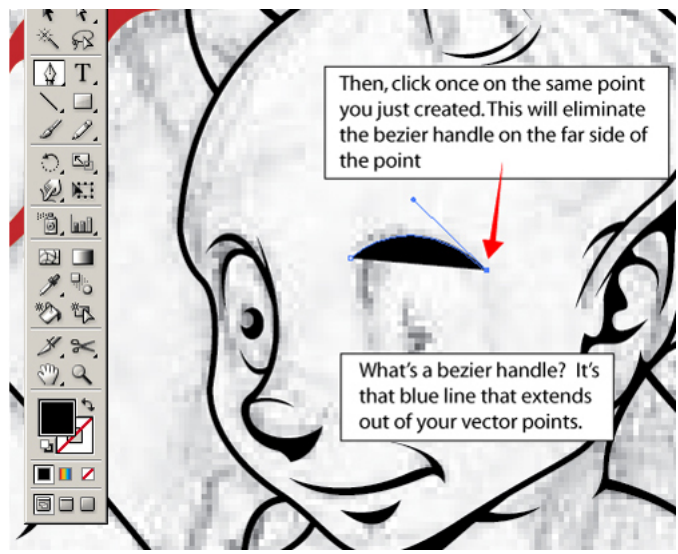 T
Then, click once on the same point
you just created. This will eliminate
the bezier handle on the far side of
the point
What's a bezier handle? It's
that blue line that extends
out of your vector points.